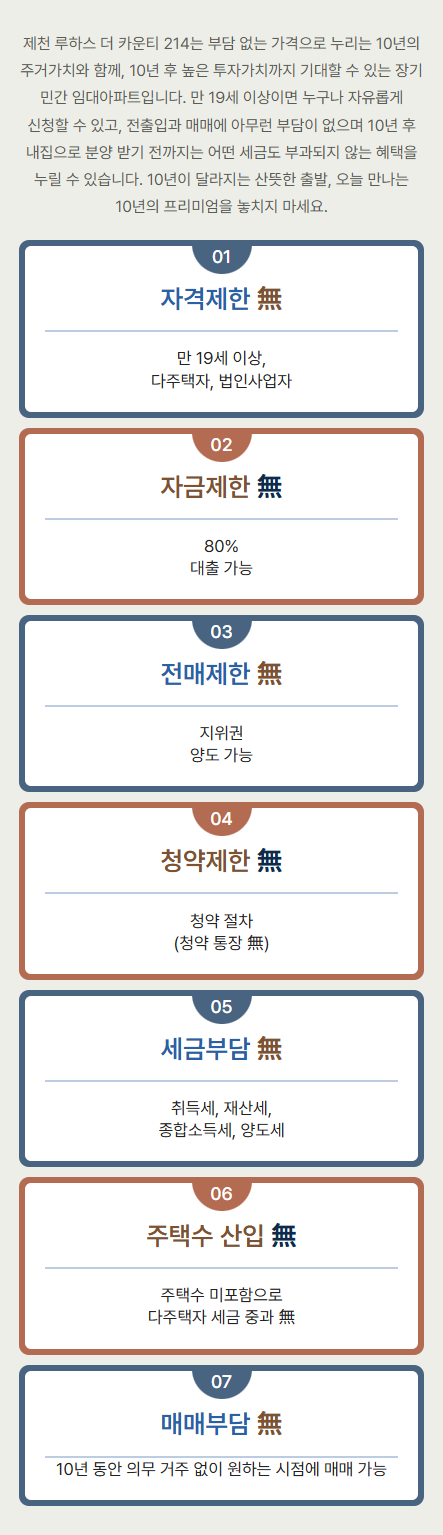 제천 루하스 더 카운티 214는 부담 없는 가격으로 누리는 10년의
주거가치와 함께, 10년 후 높은 투자가치까지 기대할 수 있는 장기
민간 임대아파트입니다. 만 19세 이상이면 누구나 자유롭게
신청할 수 있고, 전출입과 매매에 아무런 부담이 없으며 10년 후
내집으로 분양 받기 전까지는 어떤 세금도 부과되지 않는 혜택을
누릴 수 있습니다. 10년이 달라지는 산뜻한 출발, 오늘 만나는
10년의 프리미엄을 놓치지 마세요.
01
자격제한 無
만 19세 이상,
다주택자, 법인사업자
02
자금제한 無
80%
대출 가능
03
전매제한 無
지위권
양도 가능
04
청약제한 無
청약 절차
(청약 통장 無)
05
세금부담 無
취득세, 재산세,
종합소득세, 양도세
06
주택수 산입 無
주택수 미포함으로
다주택자 세금 중과 無
07
매매부담 無
10년 동안 의무 거주 없이 원하는 시점에 매매 가능